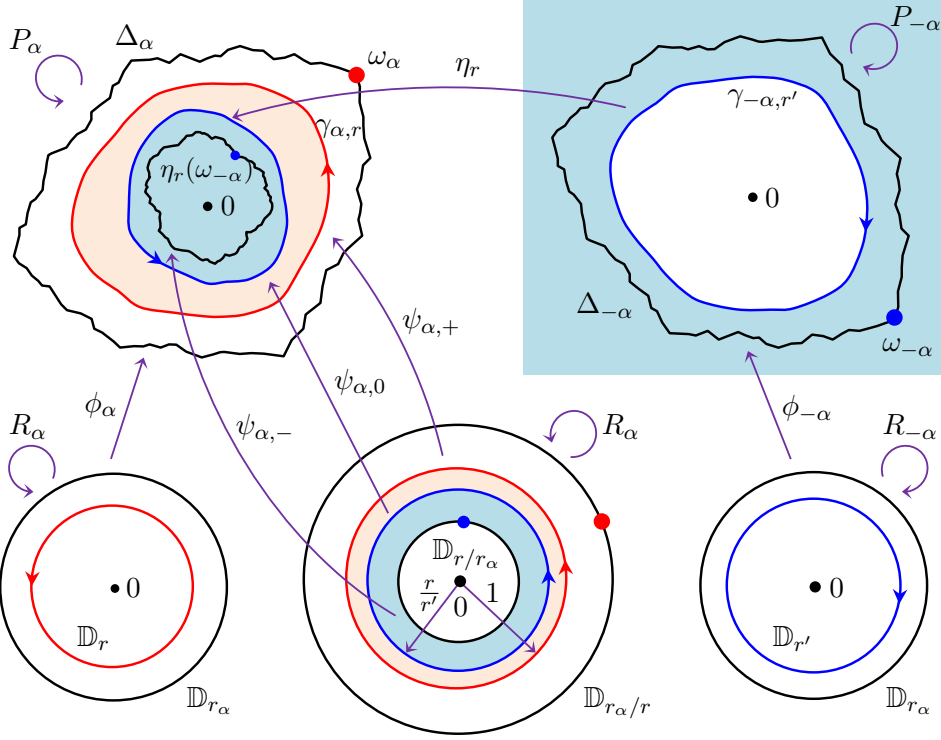 P_α
Δ_α
ω_α
η_r
P_{−α}
γ_{α,r}
γ_{−α,r′}
η_r(ω_{−α})
0
0
Δ_{−α}
ω_{−α}
ψ_{α,+}
ψ_{α,0}
ψ_{α,−}
ϕ_α
ϕ_{−α}
R_α
R_α
R_{−α}
𝔻_{r/r_α}
r/r′
1
0
0
0
𝔻_r
𝔻_{r′}
𝔻_{r_α}
𝔻_{r_α/r}
𝔻_{r_α}